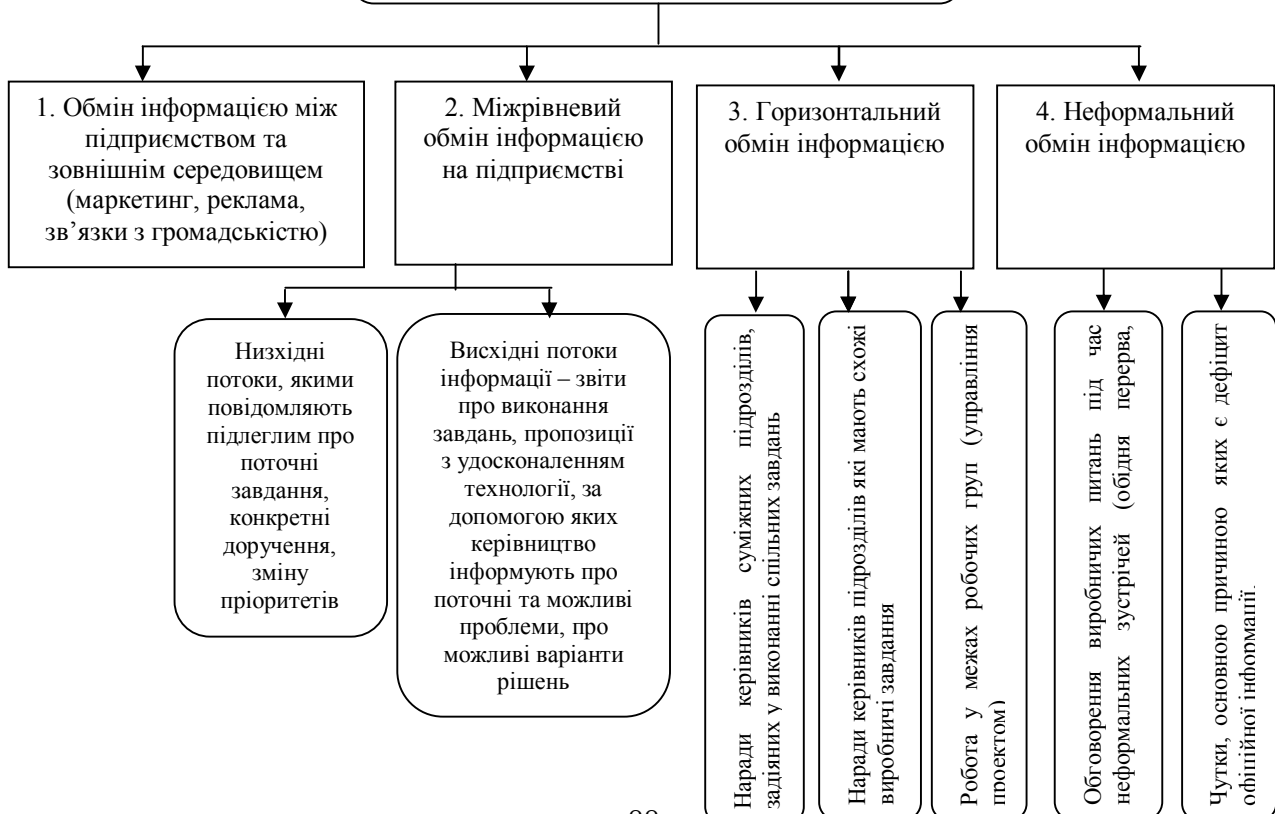 1. Обмін інформацією між
підприємством та
зовнішнім середовищем
(маркетинг, реклама,
зв’язки з громадськістю)
2. Міжрівневий
обмін інформацією
на підприємстві
3. Горизонтальний
обмін інформацією
4. Неформальний
обмін інформацією
Низхідні
потоки, якими
повідомляють
підлеглим про
поточні
завдання,
конкретні
доручення,
зміну
пріоритетів
Висхідні потоки
інформації – звіти
про виконання
завдань, пропозиції
з удосконаленням
технології, за
допомогою яких
керівництво
інформують про
поточні та можливі
проблеми, про
можливі варіанти
рішень
Наради керівників суміжних підрозділів,
задіяних у виконанні спільних завдань
Наради керівників підрозділів які мають схожі
виробничі завдання
Робота у межах робочих груп (управління
проектом)
Обговорення виробничих питань під час
неформальних зустрічей (обідня перерва,
Чутки, основною причиною яких є дефіцит
офіційної інформації.